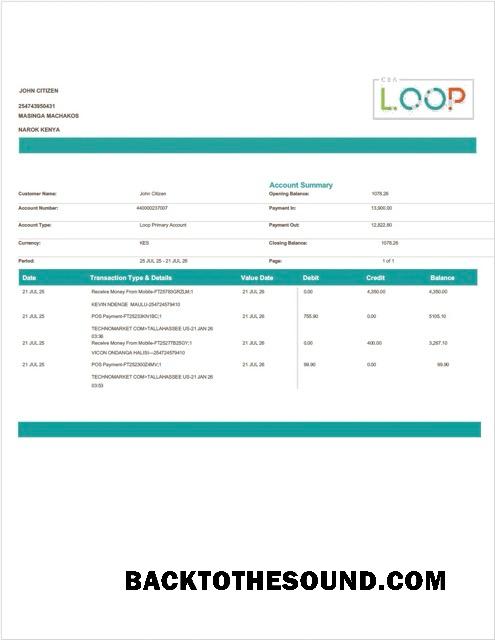 CBA
LOOP
JOHN CITIZEN
254743950431
MASINGA MACHAKOS
NAROK KENYA
Account Summary
Customer Name: John Citizen Opening Balance: 1078.26
Account Number: 440000237007 Payment In: 13,900.00
Account Type: Loop Primary Account Payment Out: 12,822.80
Currency: KES Closing Balance: 1078.26
Period: 25 JUL 25 - 21 JUL 26 Page: 1 of 1
Date Transaction Type & Details Value Date Debit Credit Balance
21 JUL 25 Receive Money From Mobile-FT25783GRZLM;1 21 JUL 26 0.00 4,350.00 4,350.00
KEVIN NDENGE MAULU-254724579410
21 JUL 25 POS Payment-FT25233KN18C;1 21 JUL 26 755.90 0.00 5105.10
TECHNOMARKET COM>TALLAHASSEE US-21 JAN 26
03:36
21 JUL 25 Receive Money From Mobile-FT25277B2SGY;1 21 JUL 26 0.00 400.00 3,267.10
VICON ONDANGA HALISI—254724579410
21 JUL 25 POS Payment-FT252300Z4MV;1 21 JUL 26 99.90 0.00 99.90
TECHNOMARKET COM>TALLAHASSEE US-21 JAN 26
03:53
BACKTOTHESOUND.COM